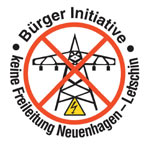 • Bürger Initiative •
keine Freileitung Neuenhagen – Letschin